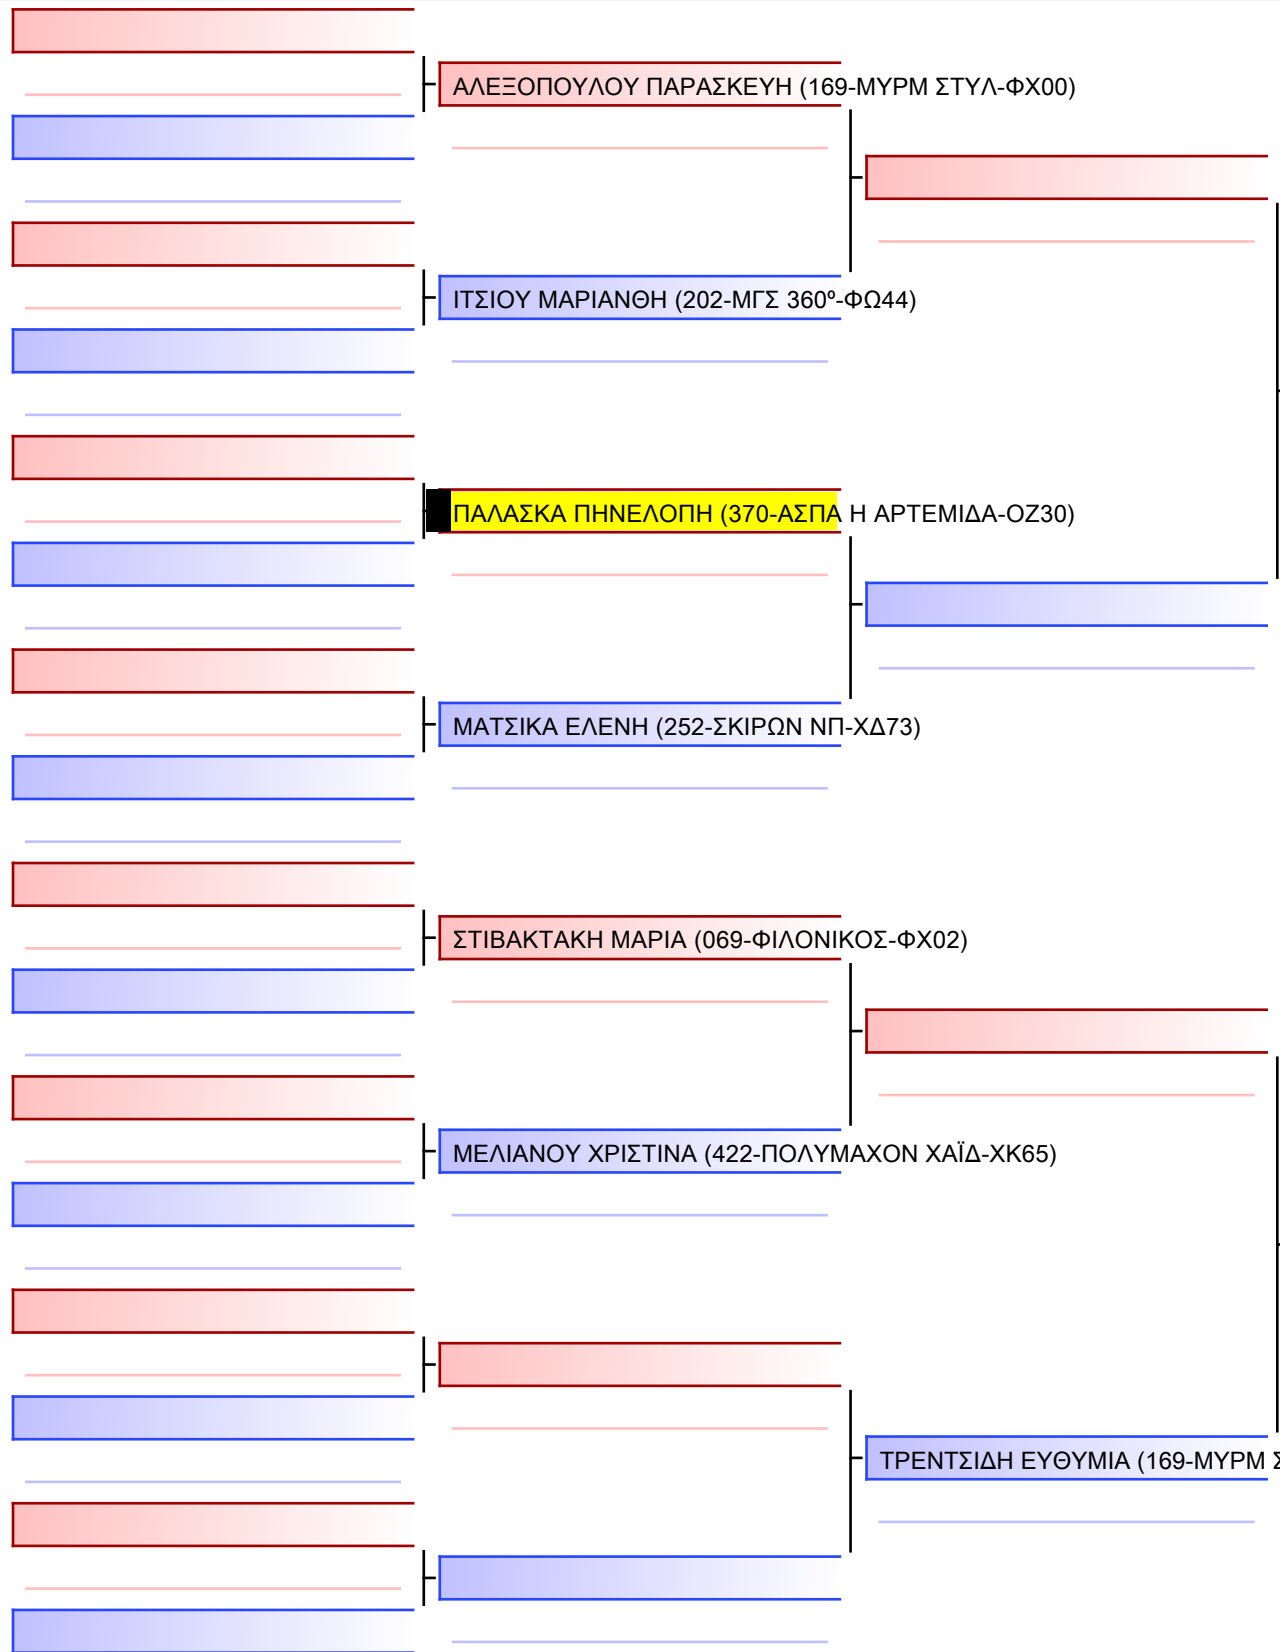 ΑΛΕΞΟΠΟΥΛΟΥ ΠΑΡΑΣΚΕΥΗ (169-ΜΥΡΜ ΣΤΥΛ-ΦΧ00)
ΙΤΣΙΟΥ ΜΑΡΙΑΝΘΗ (202-ΜΓΣ 360º-ΦΩ44)
ΠΑΛΑΣΚΑ ΠΗΝΕΛΟΠΗ (370-ΑΣΠΑ Η ΑΡΤΕΜΙΔΑ-ΟΖ30)
ΜΑΤΣΙΚΑ ΕΛΕΝΗ (252-ΣΚΙΡΩΝ ΝΠ-ΧΔ73)
ΣΤΙΒΑΚΤΑΚΗ ΜΑΡΙΑ (069-ΦΙΛΟΝΙΚΟΣ-ΦΧ02)
ΜΕΛΙΑΝΟΥ ΧΡΙΣΤΙΝΑ (422-ΠΟΛΥΜΑΧΟΝ ΧΑΪΔ-ΧΚ65)
ΤΡΕΝΤΣΙΔΗ ΕΥΘΥΜΙΑ (169-ΜΥΡΜ Σ